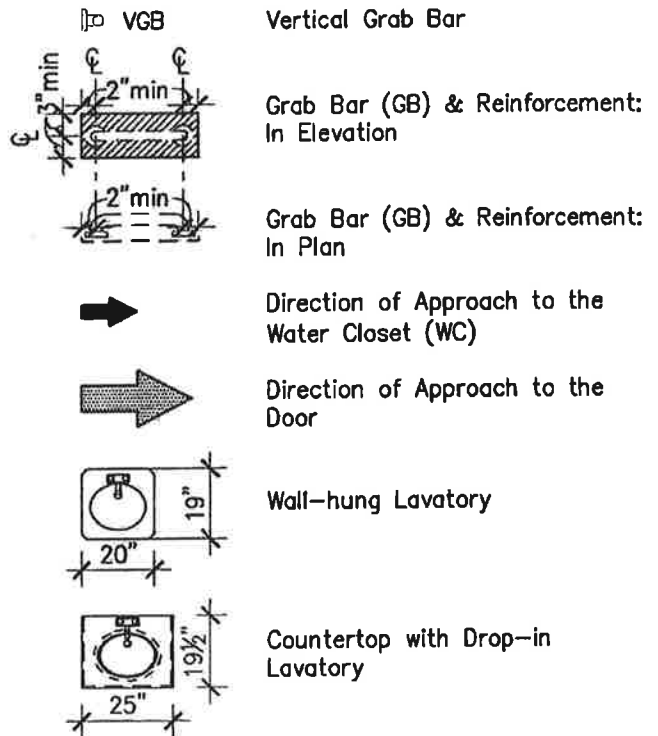 VGB Vertical Grab Bar
℄ ℄
2"min
3"min
℄
Grab Bar (GB) & Reinforcement:
In Elevation
2"min
Grab Bar (GB) & Reinforcement:
In Plan
Direction of Approach to the
Water Closet (WC)
Direction of Approach to the
Door
19"
20"
Wall-hung Lavatory
19½"
25"
Countertop with Drop-in
Lavatory